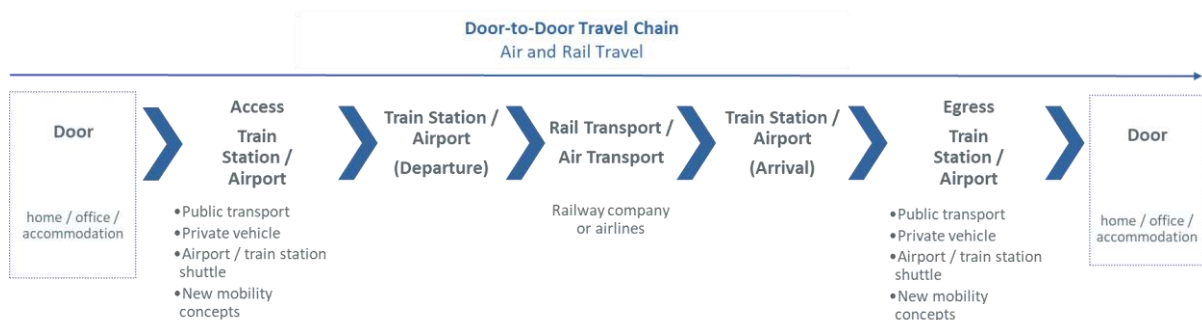 Door-to-Door Travel Chain
Air and Rail Travel
Door
home / office /
accommodation
Access
Train
Station /
Airport
•Public transport
•Private vehicle
•Airport / train station
shuttle
•New mobility
concepts
Train Station /
Airport
(Departure)
Rail Transport /
Air Transport
Railway company
or airlines
Train Station /
Airport
(Arrival)
Egress
Train
Station /
Airport
•Public transport
•Private vehicle
•Airport / train station
shuttle
•New mobility
concepts
Door
home / office /
accommodation